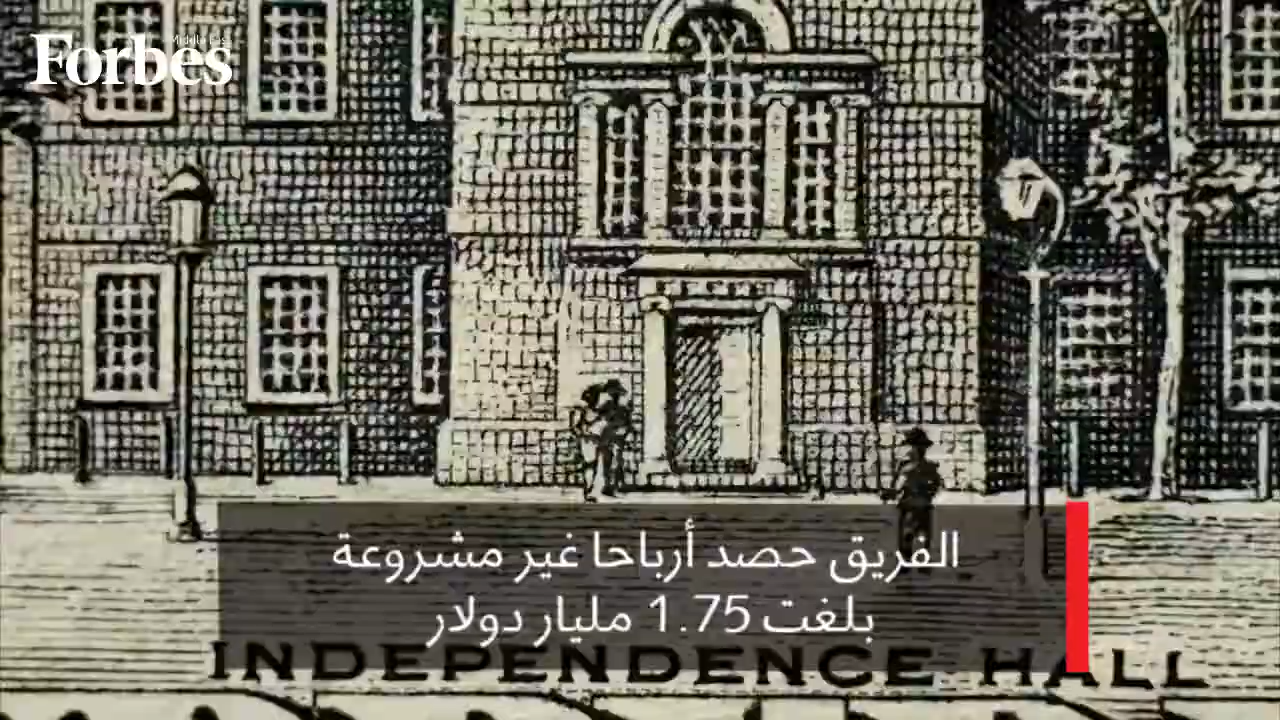 Forbes
Middle East
الفريق حصد أرباحا غير مشروعة
بلغت 1.75 مليار دولار
INDEPENDENCE HALL